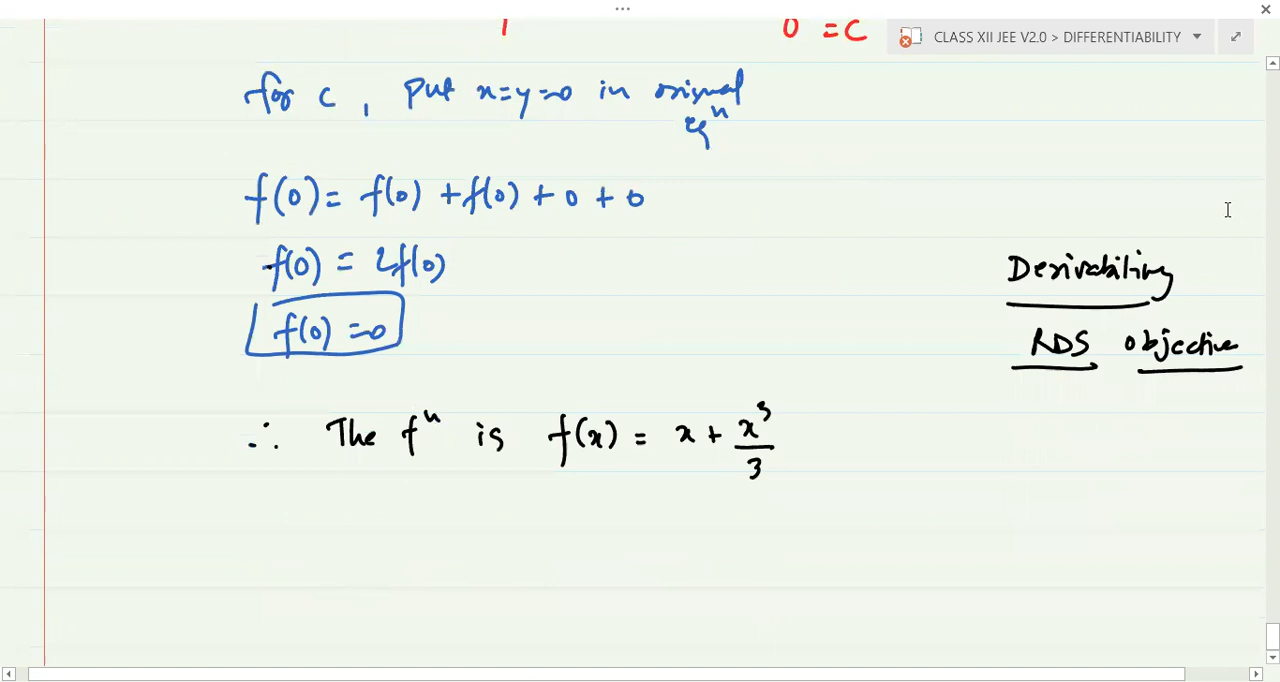 0 = C
CLASS XII JEE V2.0 > DIFFERENTIABILITY
for c, Put x=y=0 in original
eqⁿ
f(0) = f(0) + f(0) + 0 + 0
f(0) = 2f(0)
f(0) = 0
Derivability
RDS Objective
∴ The fⁿ is f(x) = x + x³/3